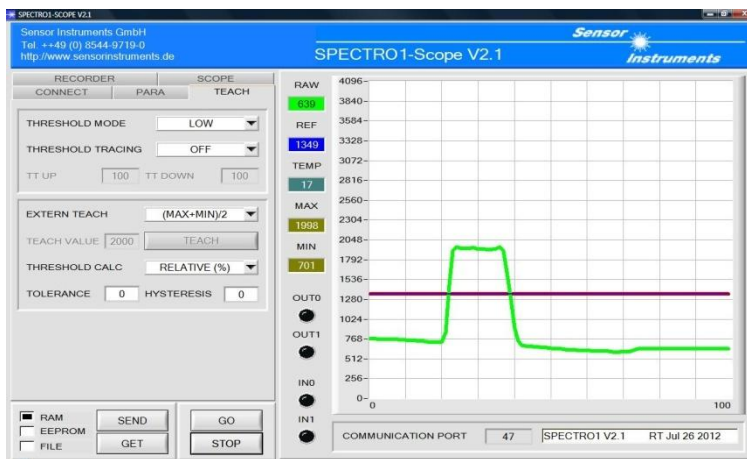 SPECTRO1-SCOPE V2.1
Sensor Instruments GmbH
Tel. ++49 (0) 8544-9719-0
http://www.sensorinstruments.de
SPECTRO1-Scope V2.1
Sensor
Instruments
RECORDER SCOPE
CONNECT PARA TEACH
THRESHOLD MODE LOW
THRESHOLD TRACING OFF
TT UP 100 TT DOWN 100
EXTERN TEACH (MAX+MIN)/2
TEACH VALUE 2000 TEACH
THRESHOLD CALC RELATIVE (%)
TOLERANCE 0 HYSTERESIS 0
RAM
EEPROM
FILE
SEND GO
GET STOP
RAW
639
REF
1349
TEMP
17
MAX
1998
MIN
701
OUT0
OUT1
IN0
IN1
4096
3840
3584
3328
3072
2816
2560
2304
2048
1792
1536
1280
1024
768
512
256
0
0 100
COMMUNICATION PORT 47 SPECTRO1 V2.1 RT Jul 26 2012